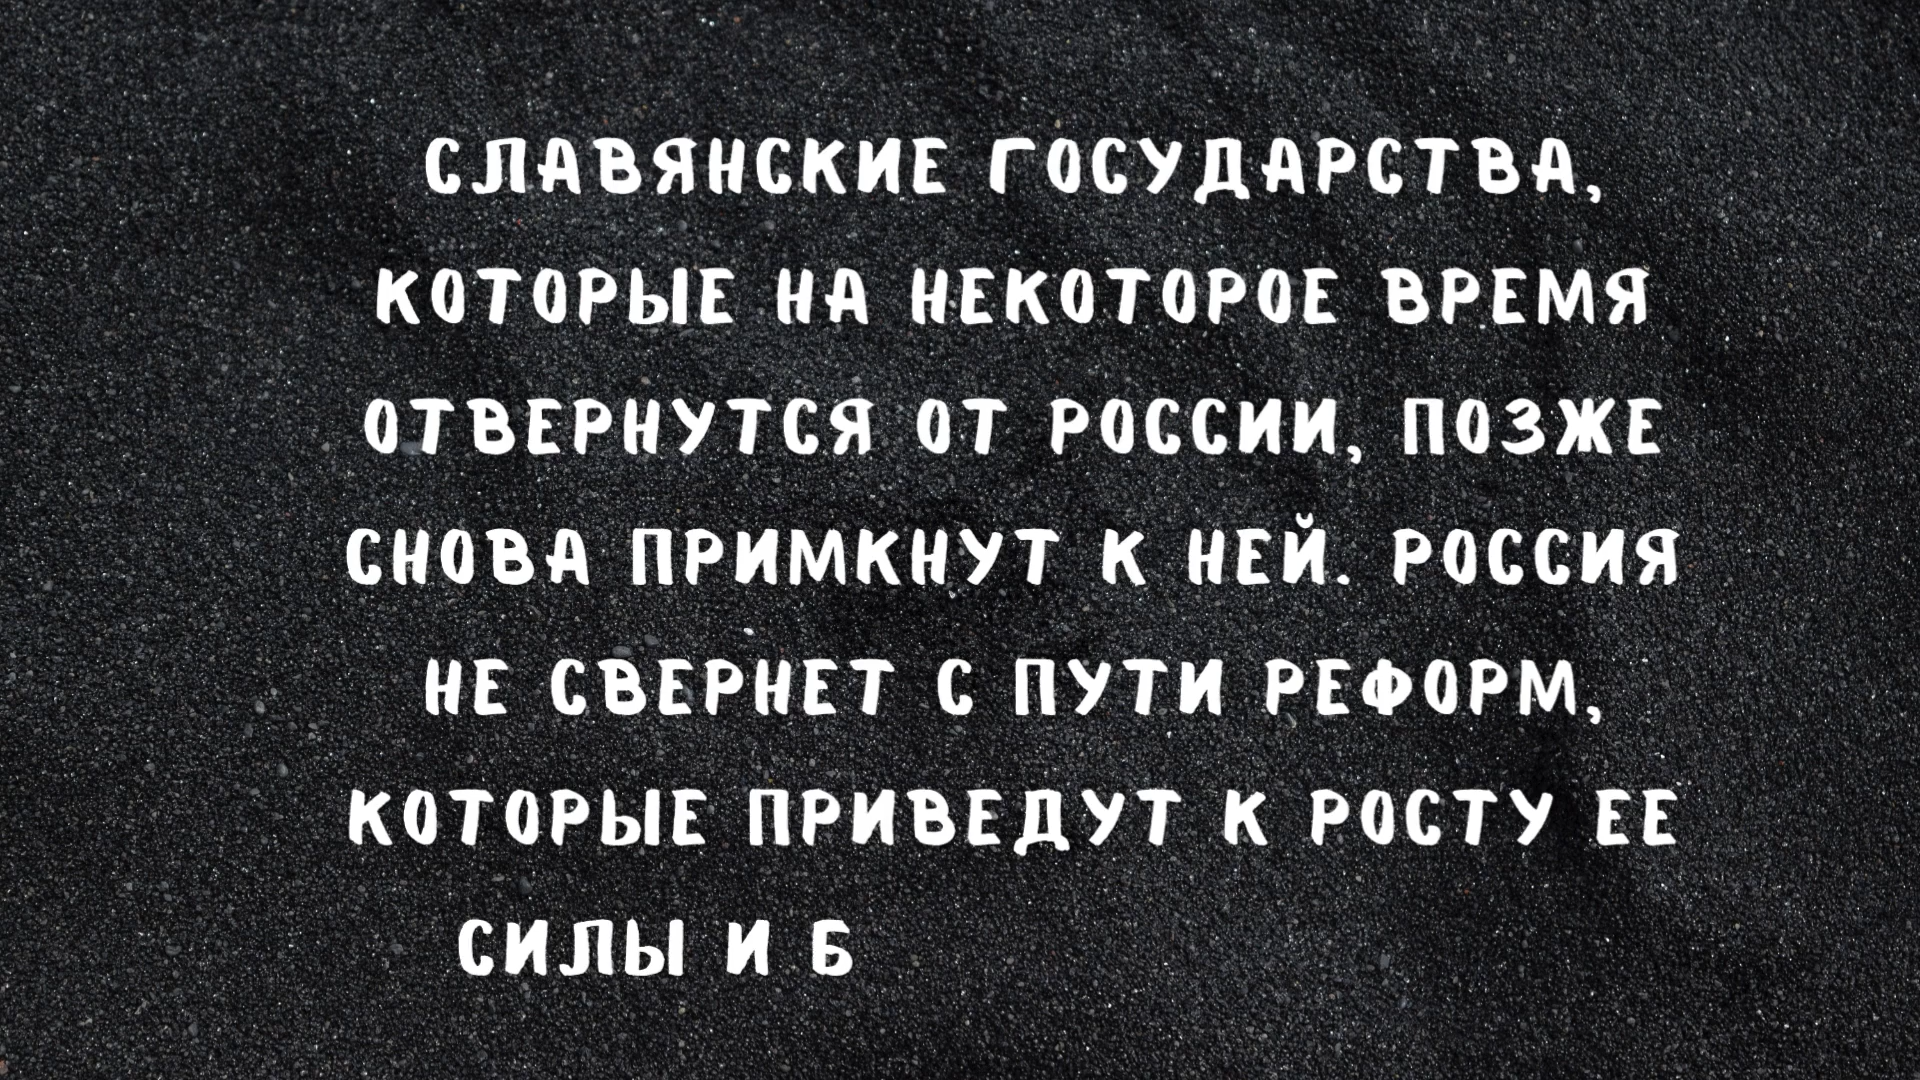 СЛАВЯНСКИЕ ГОСУДАРСТВА,
КОТОРЫЕ НА НЕКОТОРОЕ ВРЕМЯ
ОТВЕРНУТСЯ ОТ РОССИИ, ПОЗЖЕ
СНОВА ПРИМКНУТ К НЕЙ. РОССИЯ
НЕ СВЕРНЕТ С ПУТИ РЕФОРМ,
КОТОРЫЕ ПРИВЕДУТ К РОСТУ ЕЕ
СИЛЫ И Б